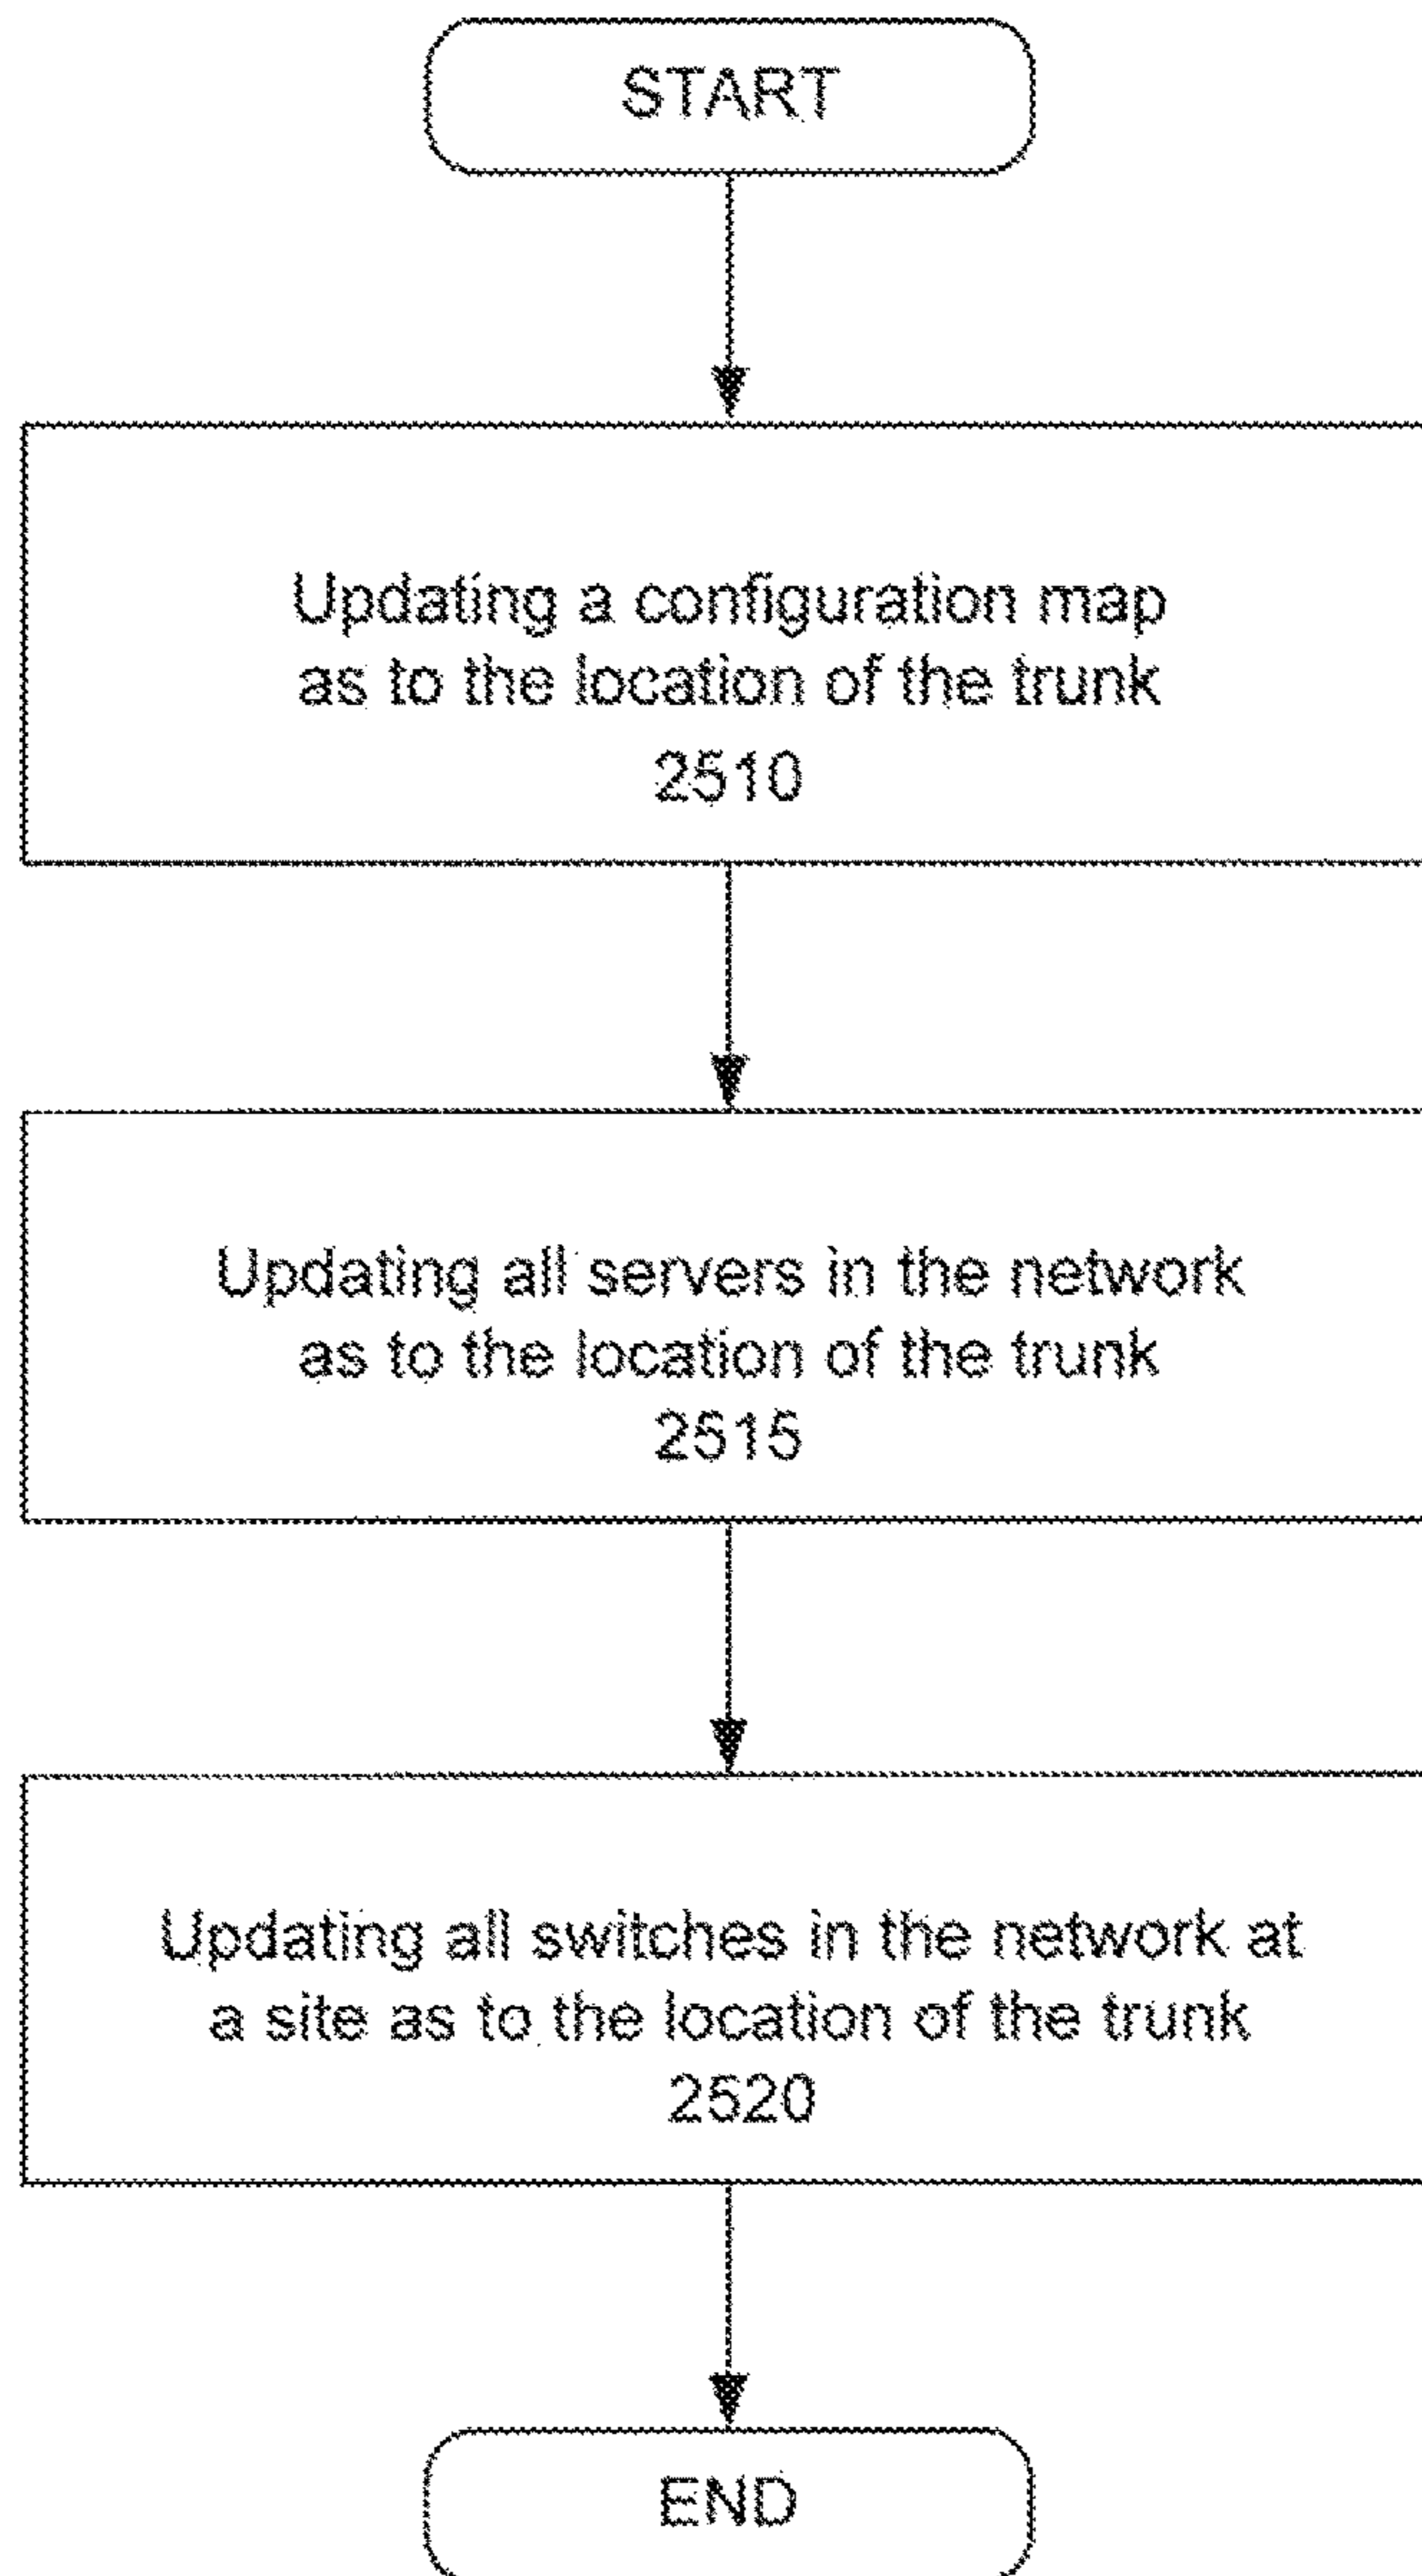 START
Updating a configuration map
as to the location of the trunk
2510
Updating all servers in the network
as to the location of the trunk
2515
Updating all switches in the network at
a site as to the location of the trunk
2520
END